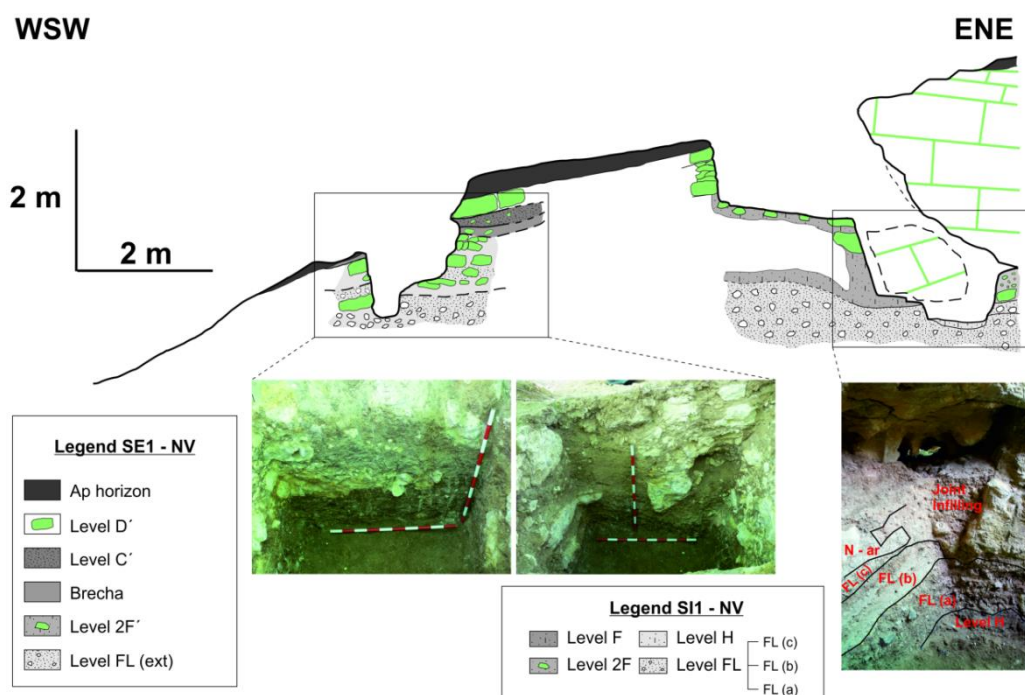 WSW
ENE
2 m
2 m
Legend SE1 - NV
Ap horizon
Level D´
Level C´
Brecha
Level 2F´
Level FL (ext)
Legend SI1 - NV
Level F
Level H
Level 2F
Level FL
FL (c)
FL (b)
FL (a)
Joint
infilling
N - ar
FL (c)
FL (b)
FL (a)
Level H